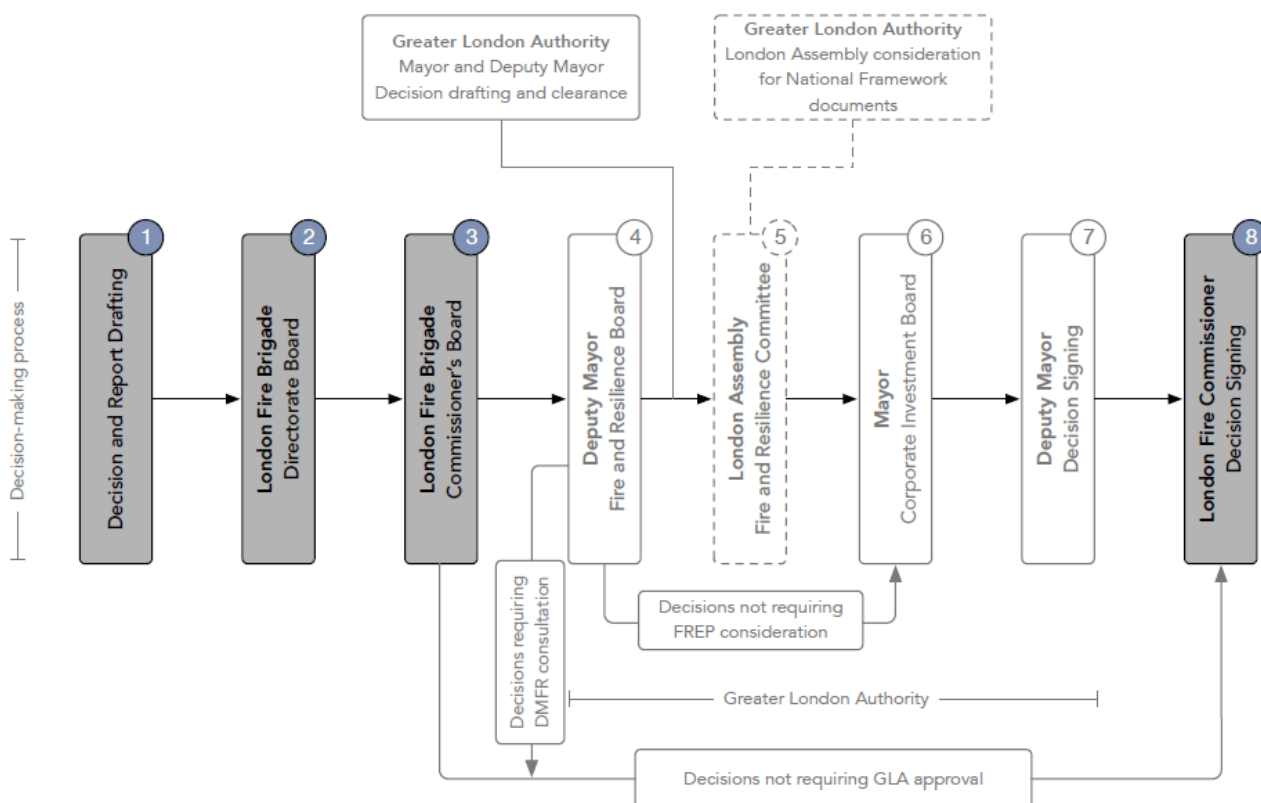 Greater London Authority
Mayor and Deputy Mayor
Decision drafting and clearance
Greater London Authority
London Assembly consideration
for National Framework
documents
Decision-making process
1
Decision and Report Drafting
2
London Fire Brigade
Directorate Board
3
London Fire Brigade
Commissioner's Board
4
Deputy Mayor
Fire and Resilience Board
5
London Assembly
Fire and Resilience Committee
6
Mayor
Corporate Investment Board
7
Deputy Mayor
Decision Signing
8
London Fire Commissioner
Decision Signing
Decisions requiring
DMFR consultation
Decisions not requiring
FREP consideration
Greater London Authority
Decisions not requiring GLA approval